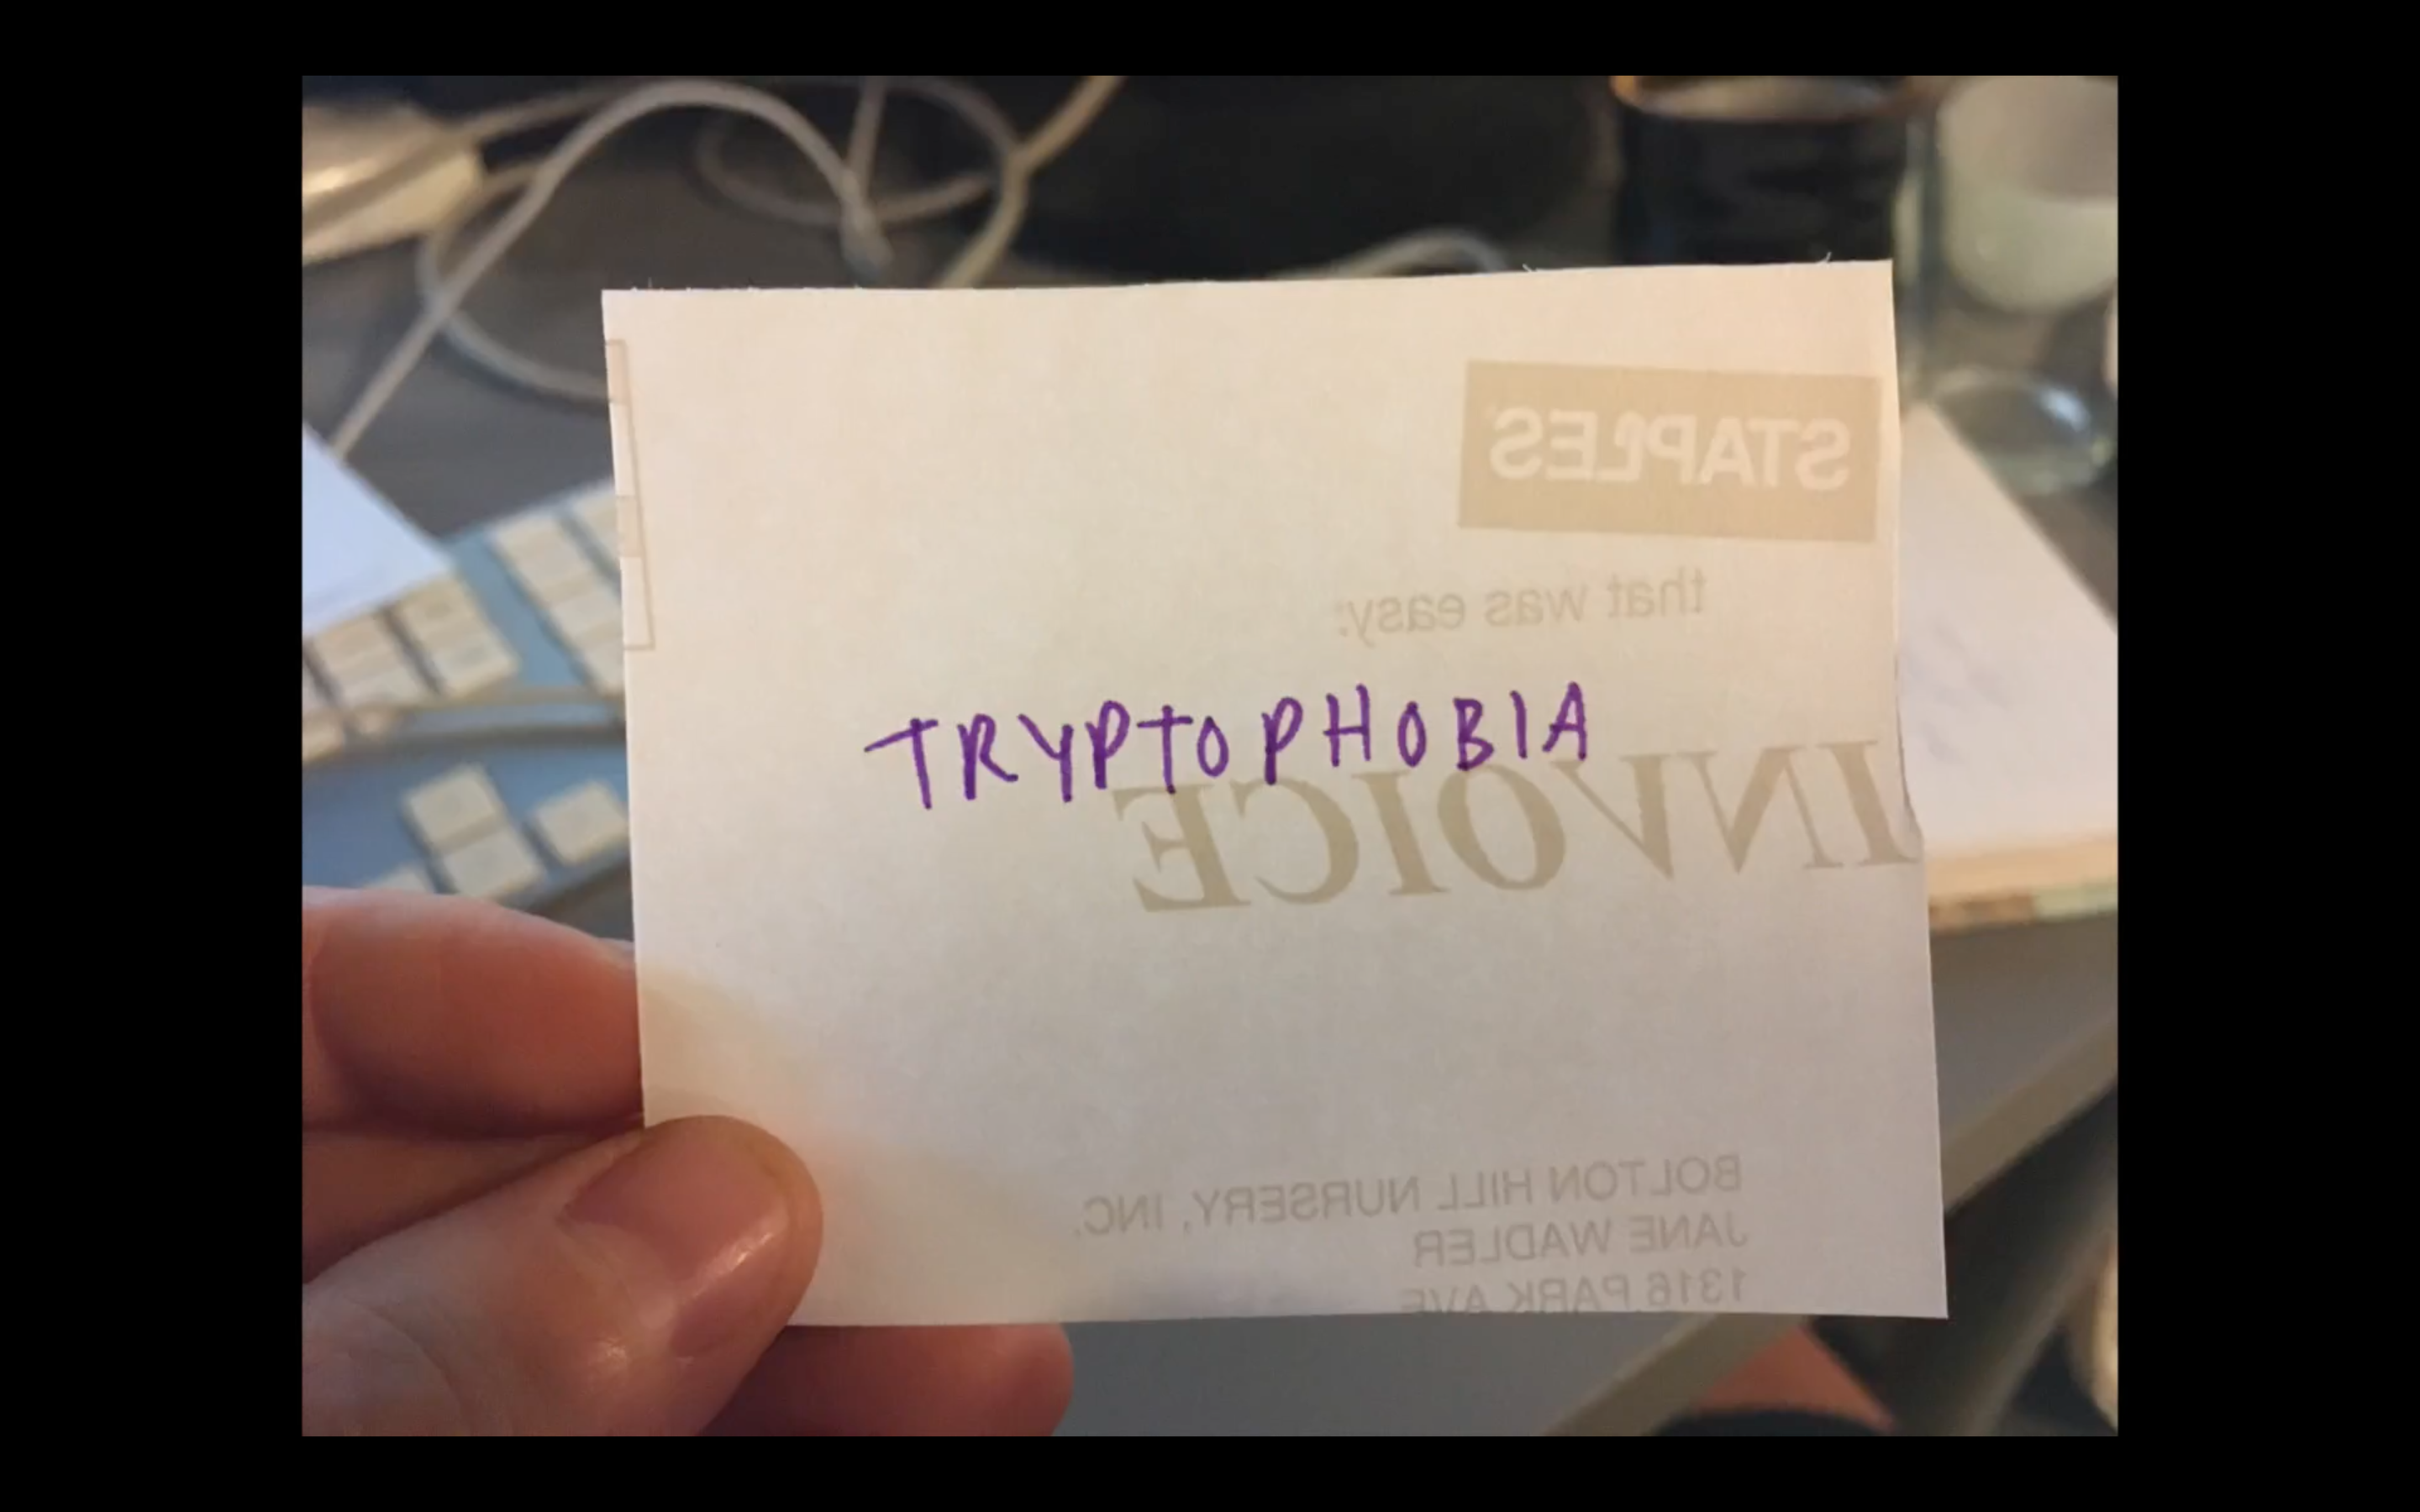 STAPLES
that was easy.
TRYPTOPHOBIA
INVOICE
BOLTON HILL NURSERY, INC.
JANE WADLER
1316 PARK AVE